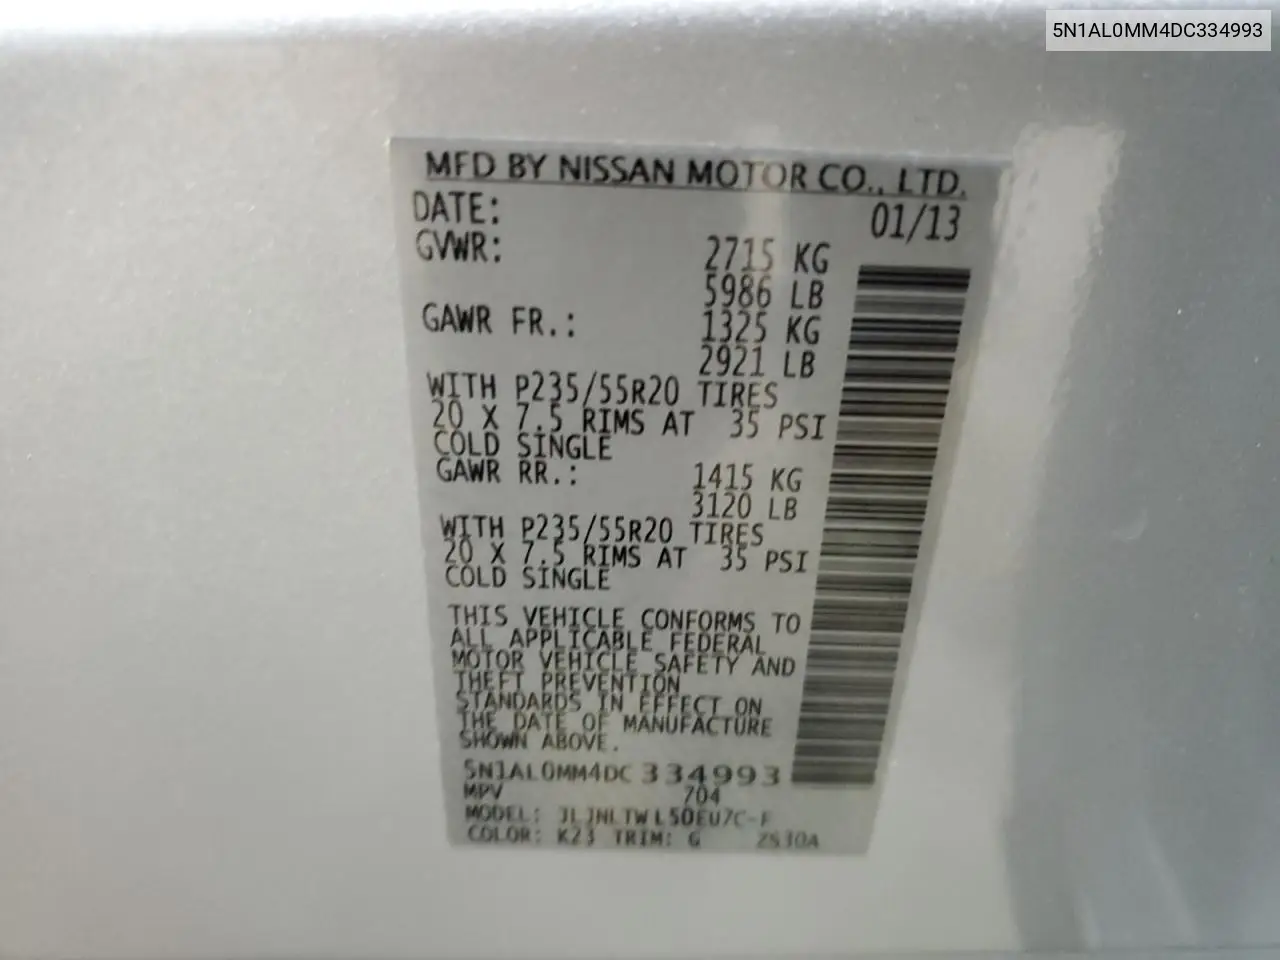 5N1AL0MM4DC334993
MFD BY NISSAN MOTOR CO., LTD.
DATE: 01/13
GVWR: 2715 KG
5986 LB
GAWR FR.: 1325 KG
2921 LB
WITH P235/55R20 TIRES
20 X 7.5 RIMS AT 35 PSI
COLD SINGLE
GAWR RR.: 1415 KG
3120 LB
WITH P235/55R20 TIRES
20 X 7.5 RIMS AT 35 PSI
COLD SINGLE
THIS VEHICLE CONFORMS TO
ALL APPLICABLE FEDERAL
MOTOR VEHICLE SAFETY AND
THEFT PREVENTION
STANDARDS IN EFFECT ON
THE DATE OF MANUFACTURE
SHOWN ABOVE.
5N1AL0MM4DC334993
MPV 704
MODEL:
COLOR: K23 TRIM: G